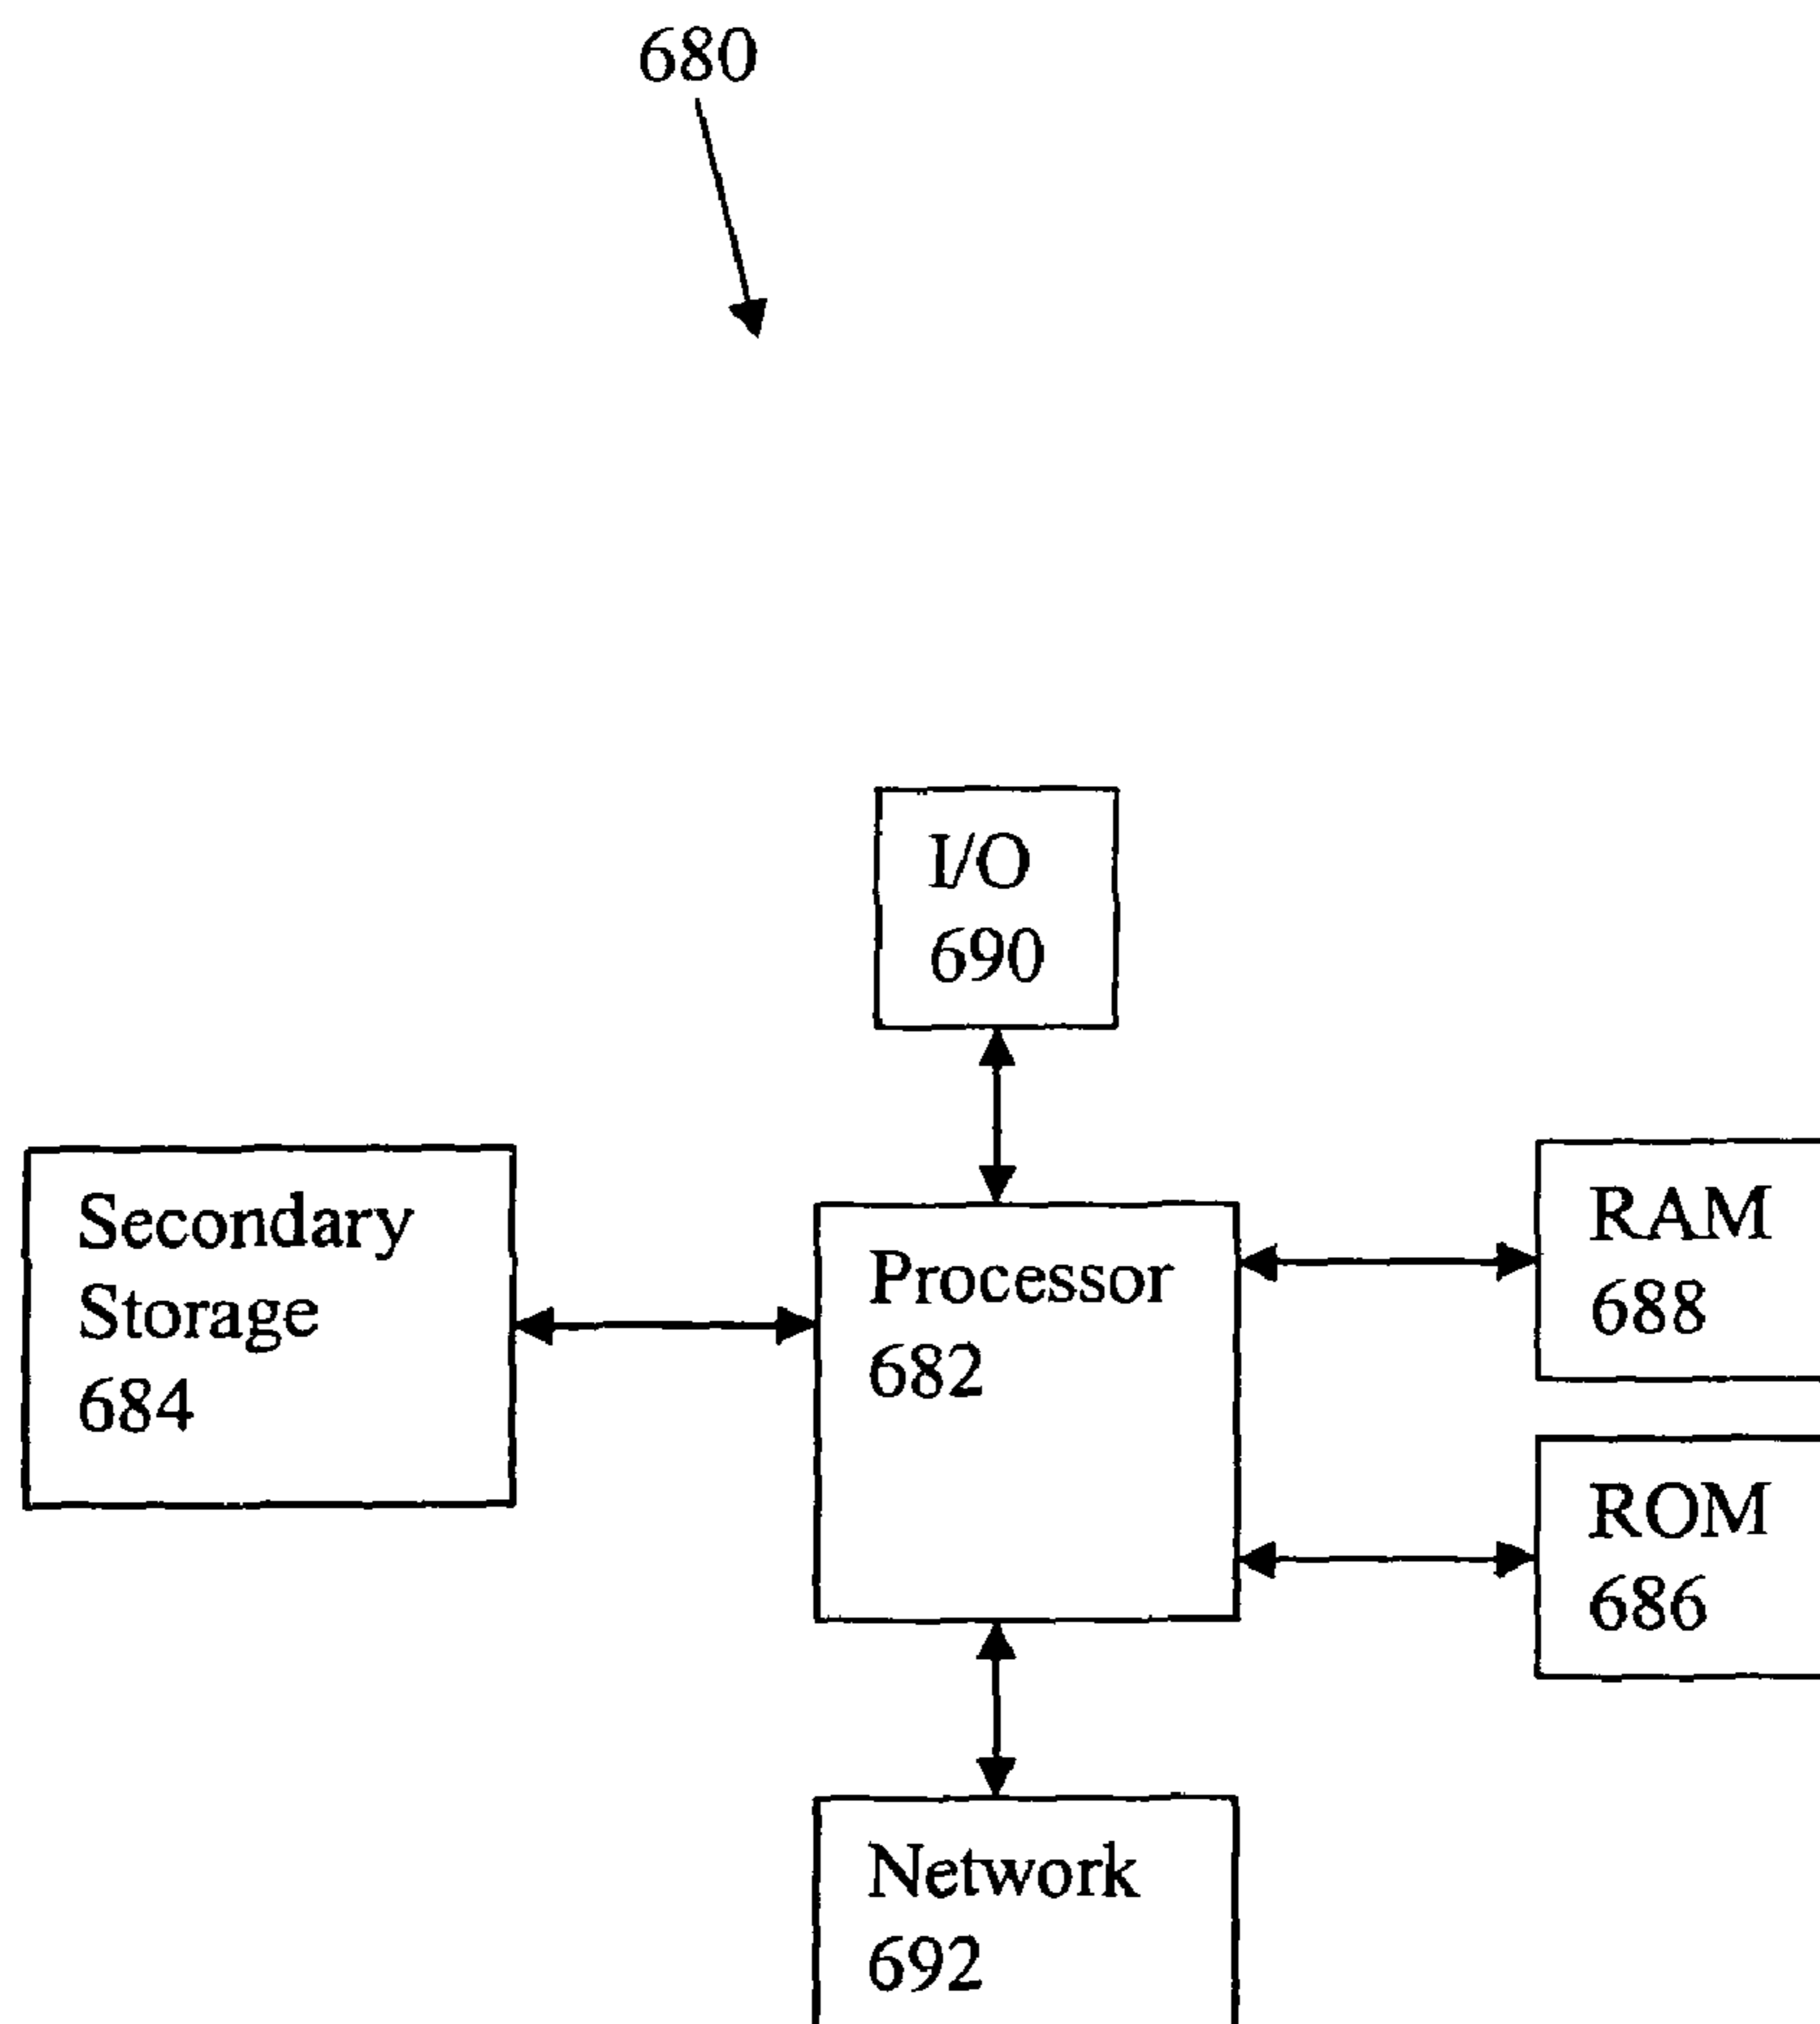 680
I/O
690
Secondary
Storage
684
Processor
682
RAM
688
ROM
686
Network
692